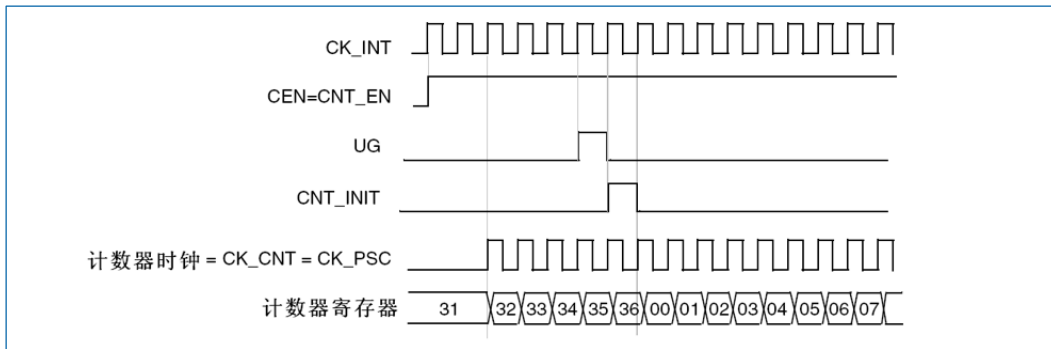 CK_INT
CEN=CNT_EN
UG
CNT_INIT
计数器时钟 = CK_CNT = CK_PSC
计数器寄存器 31 32 33 34 35 36 00 01 02 03 04 05 06 07